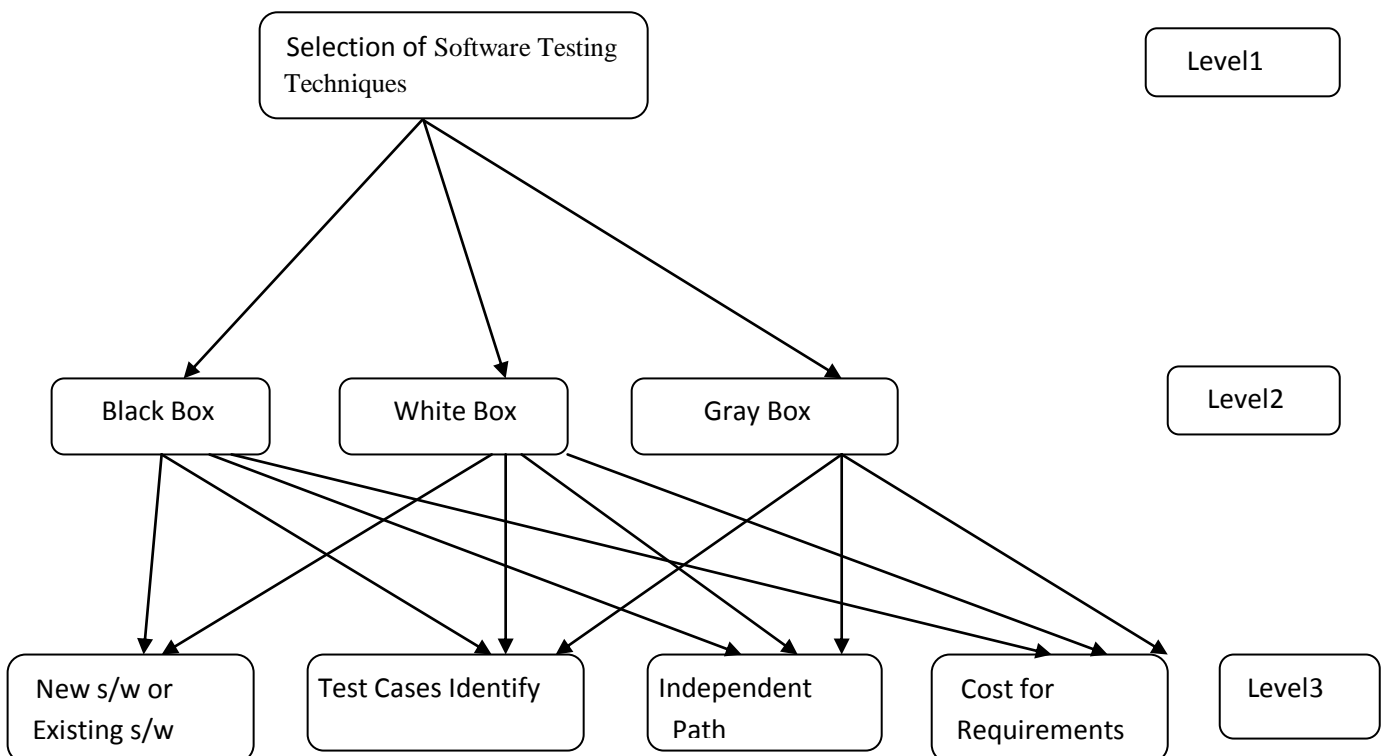 Selection of Software Testing
Techniques
Level1
Black Box
White Box
Gray Box
Level2
New s/w or
Existing s/w
Test Cases Identify
Independent
Path
Cost for
Requirements
Level3